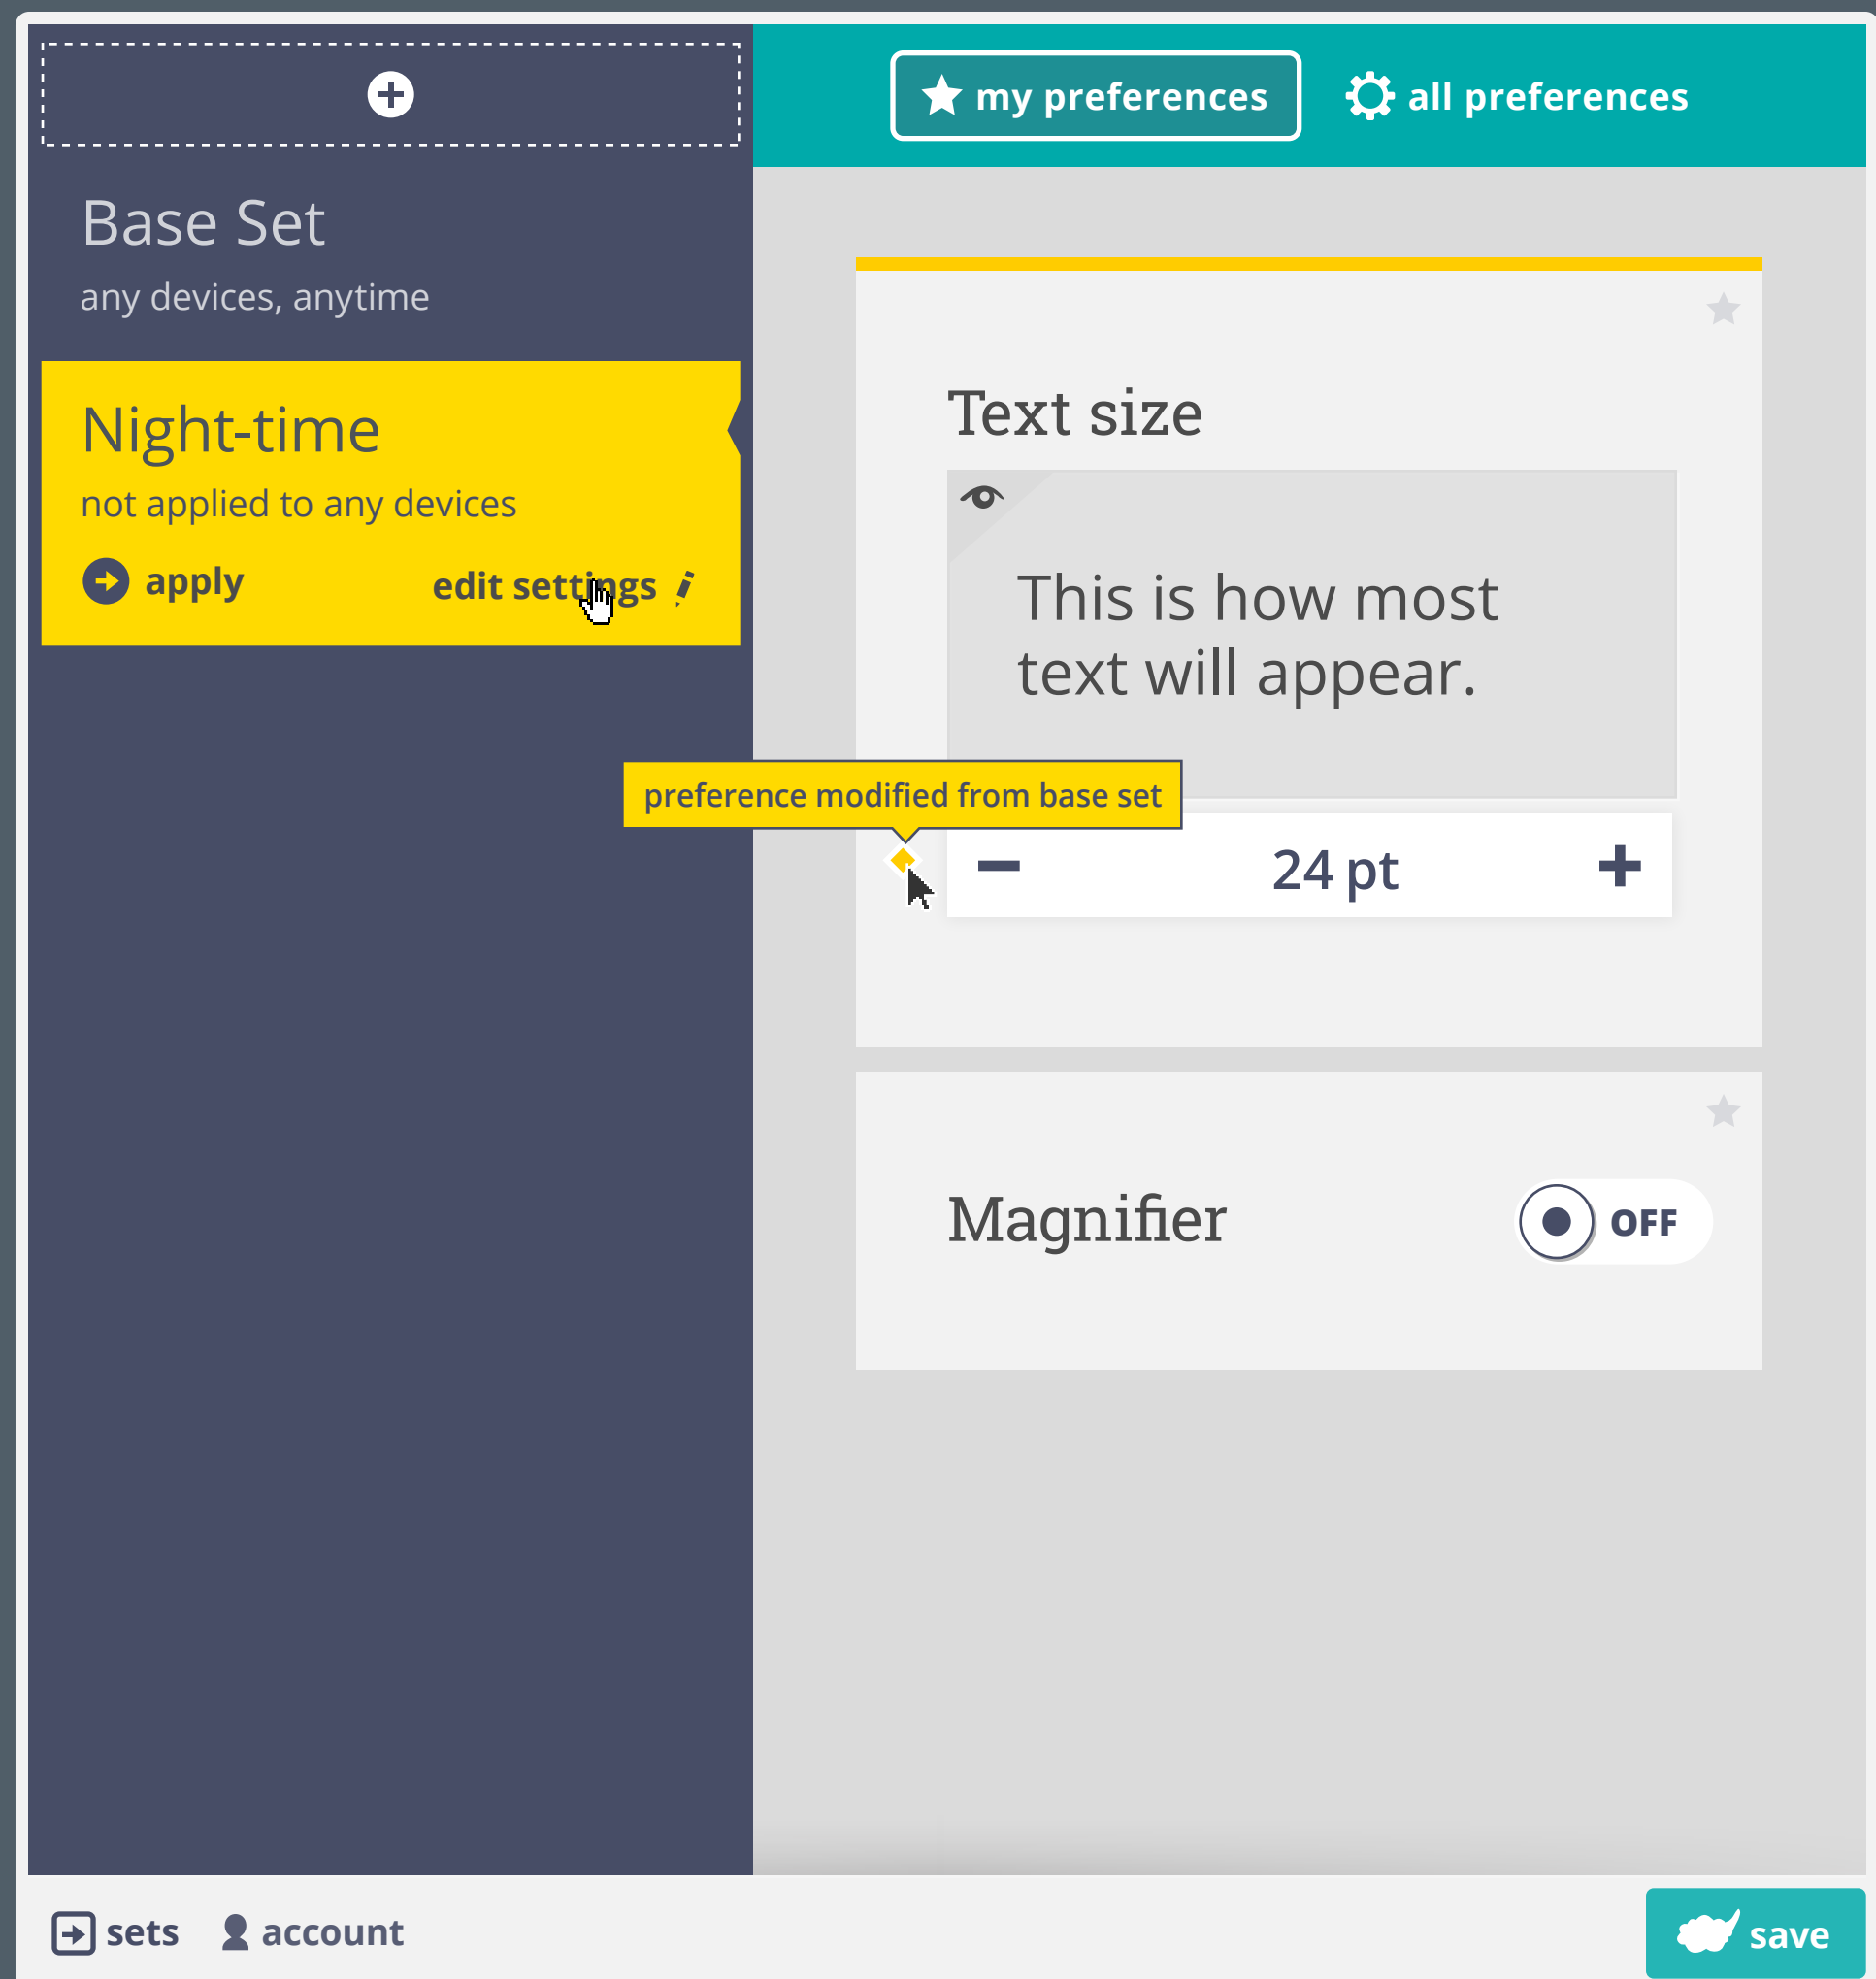 my preferences
all preferences
Base Set
any devices, anytime
Night-time
not applied to any devices
apply
edit settings
Text size
This is how most
text will appear.
preference modified from base set
24 pt
Magnifier
OFF
sets
account
save